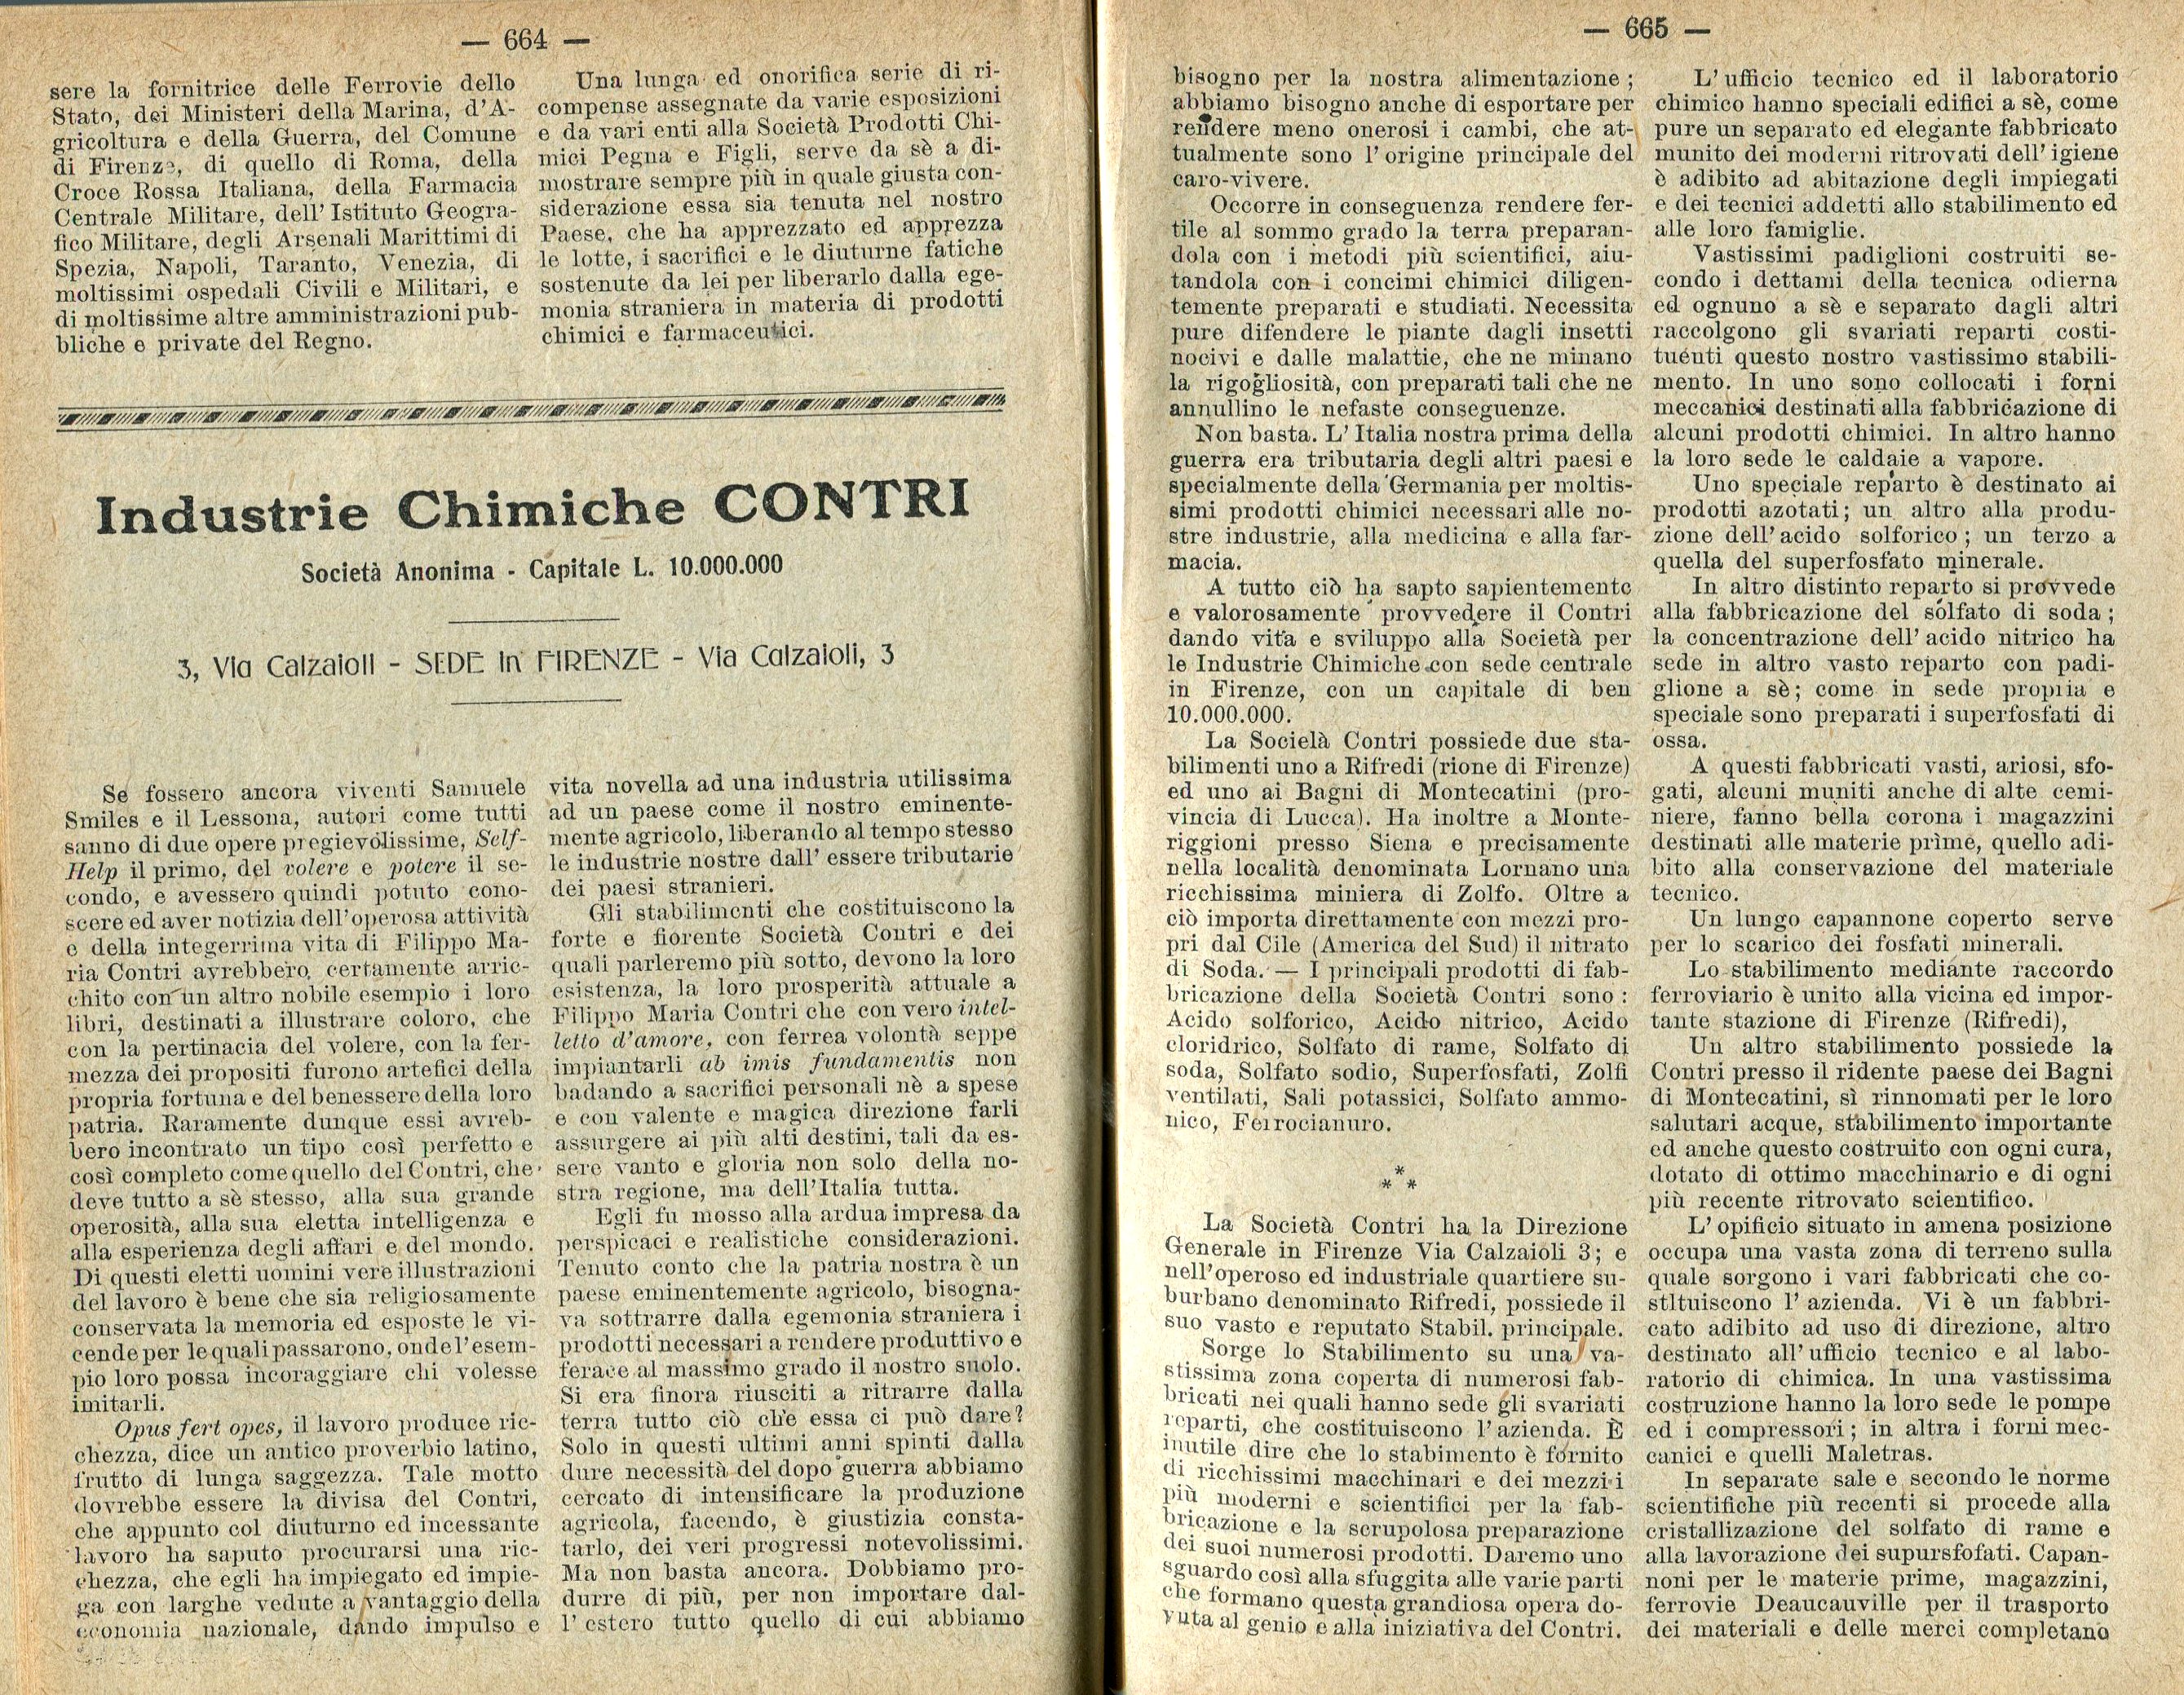 — 664 —
sere la fornitrice delle Ferrovie dello
Stato, dei Ministeri della Marina, d'A-
gricoltura e della Guerra, del Comune
di Firenze, di quello di Roma, della
Croce Rossa Italiana, della Farmacia
Centrale Militare, dell' Istituto Geogra-
fico Militare, degli Arsenali Marittimi di
Spezia, Napoli, Taranto, Venezia, di
moltissimi ospedali Civili e Militari, e
di moltissime altre amministrazioni pub-
bliche e private del Regno.
Una lunga ed onorifica serie di ri-
compense assegnate da varie esposizioni
e da vari enti alla Società Prodotti Chi-
mici Pegna e Figli, serve da sè a di-
mostrare sempre più in quale giusta con-
siderazione essa sia tenuta nel nostro
Paese, che ha apprezzato ed apprezza
le lotte, i sacrifici e le diuturne fatiche
sostenute da lei per liberarlo dalla ege-
monia straniera in materia di prodotti
chimici e farmaceutici.
Industrie Chimiche CONTRI
Società Anonima - Capitale L. 10.000.000
3, Via Calzaioli - SEDE in FIRENZE - Via Calzaioli, 3
Se fossero ancora viventi Samuele
Smiles e il Lessona, autori come tutti
sanno di due opere pregievolissime, Self-
Help il primo, del volere e potere il se-
condo, e avessero quindi potuto cono-
scere ed aver notizia dell'operosa attività
e della integerrima vita di Filippo Ma-
ria Contri avrebbero certamente arric-
chito con un altro nobile esempio i loro
libri, destinati a illustrare coloro, che
con la pertinacia del volere, con la fer-
mezza dei propositi furono artefici della
propria fortuna e del benessere della loro
patria. Raramente dunque essi avreb-
bero incontrato un tipo così perfetto e
così completo come quello del Contri, che
deve tutto a sè stesso, alla sua grande
operosità, alla sua eletta intelligenza e
alla esperienza degli affari e del mondo.
Di questi eletti uomini vere illustrazioni
del lavoro è bene che sia religiosamente
conservata la memoria ed esposte le vi-
cende per le quali passarono, onde l'esem-
pio loro possa incoraggiare chi volesse
imitarli.
Opus fert opes, il lavoro produce ric-
chezza, dice un antico proverbio latino,
frutto di lunga saggezza. Tale motto
dovrebbe essere la divisa del Contri,
che appunto col diuturno ed incessante
lavoro ha saputo procurarsi una ric-
chezza, che egli ha impiegato ed impie-
ga con larghe vedute a vantaggio della
economia nazionale, dando impulso e
vita novella ad una industria utilissima
ad un paese come il nostro eminente-
mente agricolo, liberando al tempo stesso
le industrie nostre dall' essere tributarie
dei paesi stranieri.
Gli stabilimenti che costituiscono la
forte e fiorente Società Contri e dei
quali parleremo più sotto, devono la loro
esistenza, la loro prosperità attuale a
Filippo Maria Contri che con vero intel-
letto d'amore, con ferrea volontà seppe
impiantarli ab imis fundamentis non
badando a sacrifici personali nè a spese
e con valente e magica direzione farli
assurgere ai più alti destini, tali da es-
sere vanto e gloria non solo della no-
stra regione, ma dell'Italia tutta.
Egli fu mosso alla ardua impresa da
perspicaci e realistiche considerazioni.
Tenuto conto che la patria nostra è un
paese eminentemente agricolo, bisogna-
va sottrarre dalla egemonia straniera i
prodotti necessari a rendere produttivo e
ferace al massimo grado il nostro suolo.
Si era finora riusciti a ritrarre dalla
terra tutto ciò che essa ci può dare?
Solo in questi ultimi anni spinti dalla
dure necessità del dopo guerra abbiamo
cercato di intensificare la produzione
agricola, facendo, è giustizia consta-
tarlo, dei veri progressi notevolissimi.
Ma non basta ancora. Dobbiamo pro-
durre di più, per non importare dal-
l' estero tutto quello di cui abbiamo
— 665 —
bisogno per la nostra alimentazione ;
abbiamo bisogno anche di esportare per
rendere meno onerosi i cambi, che at-
tualmente sono l' origine principale del
caro-vivere.
Occorre in conseguenza rendere fer-
tile al sommo grado la terra preparan-
dola con i metodi più scientifici, aiu-
tandola con i concimi chimici diligen-
temente preparati e studiati. Necessita
pure difendere le piante dagli insetti
nocivi e dalle malattie, che ne minano
la rigogliosità, con preparati tali che ne
annullino le nefaste conseguenze.
Non basta. L' Italia nostra prima della
guerra era tributaria degli altri paesi e
specialmente della Germania per moltis-
simi prodotti chimici necessari alle no-
stre industrie, alla medicina e alla far-
macia.
A tutto ciò ha sapto sapientemente
e valorosamente provvedere il Contri
dando vita e sviluppo alla Società per
le Industrie Chimiche con sede centrale
in Firenze, con un capitale di ben
10.000.000.
La Socielà Contri possiede due sta-
bilimenti uno a Rifredi (rione di Firenze)
ed uno ai Bagni di Montecatini (pro-
vincia di Lucca). Ha inoltre a Monte-
riggioni presso Siena e precisamente
nella località denominata Lornano una
ricchissima miniera di Zolfo. Oltre a
ciò importa direttamente con mezzi pro-
pri dal Cile (America del Sud) il nitrato
di Soda. — I principali prodotti di fab-
bricazione della Società Contri sono :
Acido solforico, Acido nitrico, Acido
cloridrico, Solfato di rame, Solfato di
soda, Solfato sodio, Superfosfati, Zolfi
ventilati, Sali potassici, Solfato ammo-
nico, Ferrocianuro.
* * *
La Società Contri ha la Direzione
Generale in Firenze Via Calzaioli 3; e
nell'operoso ed industriale quartiere su-
burbano denominato Rifredi, possiede il
suo vasto e reputato Stabil. principale.
Sorge lo Stabilimento su una va-
stissima zona coperta di numerosi fab-
bricati nei quali hanno sede gli svariati
reparti, che costituiscono l'azienda. È
inutile dire che lo stabimento è fornito
di ricchissimi macchinari e dei mezzi i
più moderni e scientifici per la fab-
bricazione e la scrupolosa preparazione
dei suoi numerosi prodotti. Daremo uno
sguardo così alla sfuggita alle varie parti
che formano questa grandiosa opera do-
vuta al genio e alla iniziativa del Contri.
L' ufficio tecnico ed il laboratorio
chimico hanno speciali edifici a sè, come
pure un separato ed elegante fabbricato
munito dei moderni ritrovati dell' igiene
è adibito ad abitazione degli impiegati
e dei tecnici addetti allo stabilimento ed
alle loro famiglie.
Vastissimi padiglioni costruiti se-
condo i dettami della tecnica odierna
ed ognuno a sè e separato dagli altri
raccolgono gli svariati reparti costi-
tuenti questo nostro vastissimo stabili-
mento. In uno sono collocati i forni
meccanici destinati alla fabbricazione di
alcuni prodotti chimici. In altro hanno
la loro sede le caldaie a vapore.
Uno speciale reparto è destinato ai
prodotti azotati ; un altro alla produ-
zione dell' acido solforico ; un terzo a
quella del superfosfato minerale.
In altro distinto reparto si provvede
alla fabbricazione del solfato di soda ;
la concentrazione dell' acido nitrico ha
sede in altro vasto reparto con padi-
glione a sè ; come in sede propria e
speciale sono preparati i superfosfati di
ossa.
A questi fabbricati vasti, ariosi, sfo-
gati, alcuni muniti anche di alte cemi-
niere, fanno bella corona i magazzini
destinati alle materie prime, quello adi-
bito alla conservazione del materiale
tecnico.
Un lungo capannone coperto serve
per lo scarico dei fosfati minerali.
Lo stabilimento mediante raccordo
ferroviario è unito alla vicina ed impor-
tante stazione di Firenze (Rifredi),
Un altro stabilimento possiede la
Contri presso il ridente paese dei Bagni
di Montecatini, sì rinnomati per le loro
salutari acque, stabilimento importante
ed anche questo costruito con ogni cura,
dotato di ottimo macchinario e di ogni
più recente ritrovato scientifico.
L' opificio situato in amena posizione
occupa una vasta zona di terreno sulla
quale sorgono i vari fabbricati che co-
stltuiscono l' azienda. Vi è un fabbri-
cato adibito ad uso di direzione, altro
destinato all' ufficio tecnico e al labo-
ratorio di chimica. In una vastissima
costruzione hanno la loro sede le pompe
ed i compressori ; in altra i forni mec-
canici e quelli Maletras.
In separate sale e secondo le norme
scientifiche più recenti si procede alla
cristallizazione del solfato di rame e
alla lavorazione dei supursfofati. Capan-
noni per le materie prime, magazzini,
ferrovie Deaucauville per il trasporto
dei materiali e delle merci completano